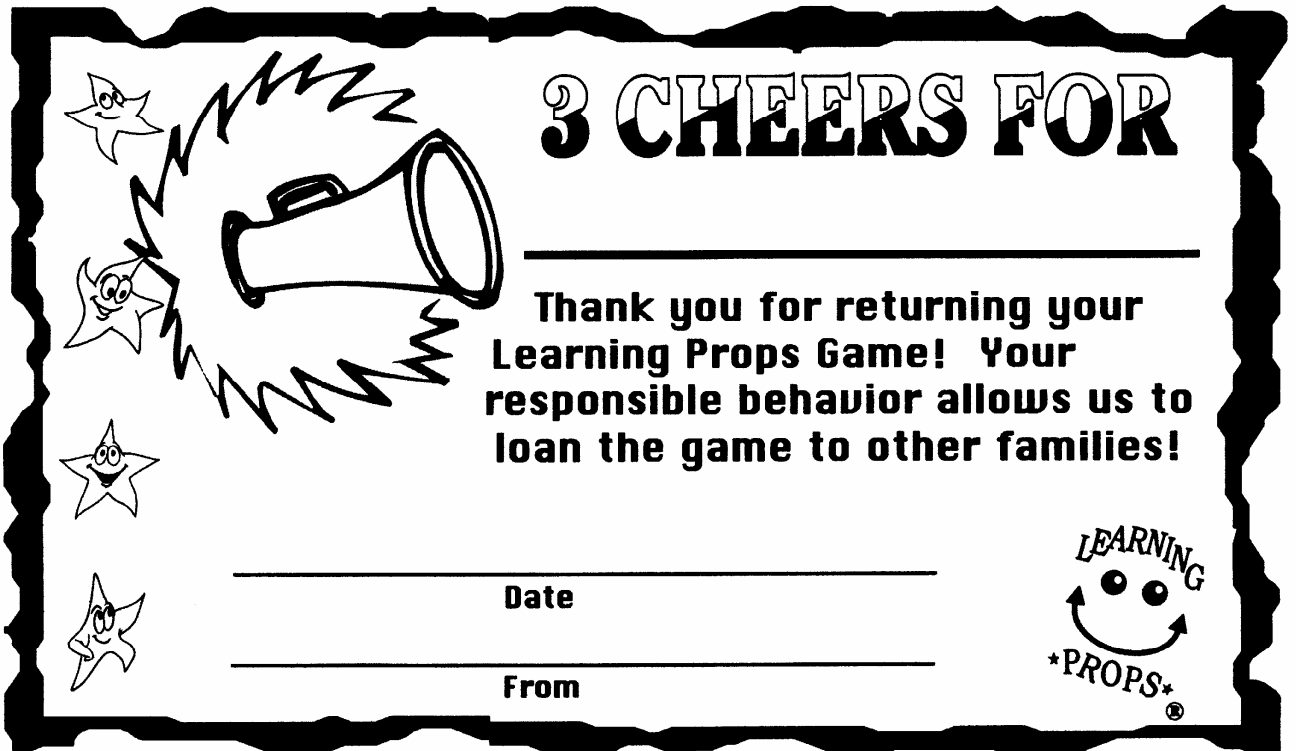 3 CHEERS FOR
Thank you for returning your
Learning Props Game! Your
responsible behavior allows us to
loan the game to other families!
Date
From
LEARNING
*PROPS*
®